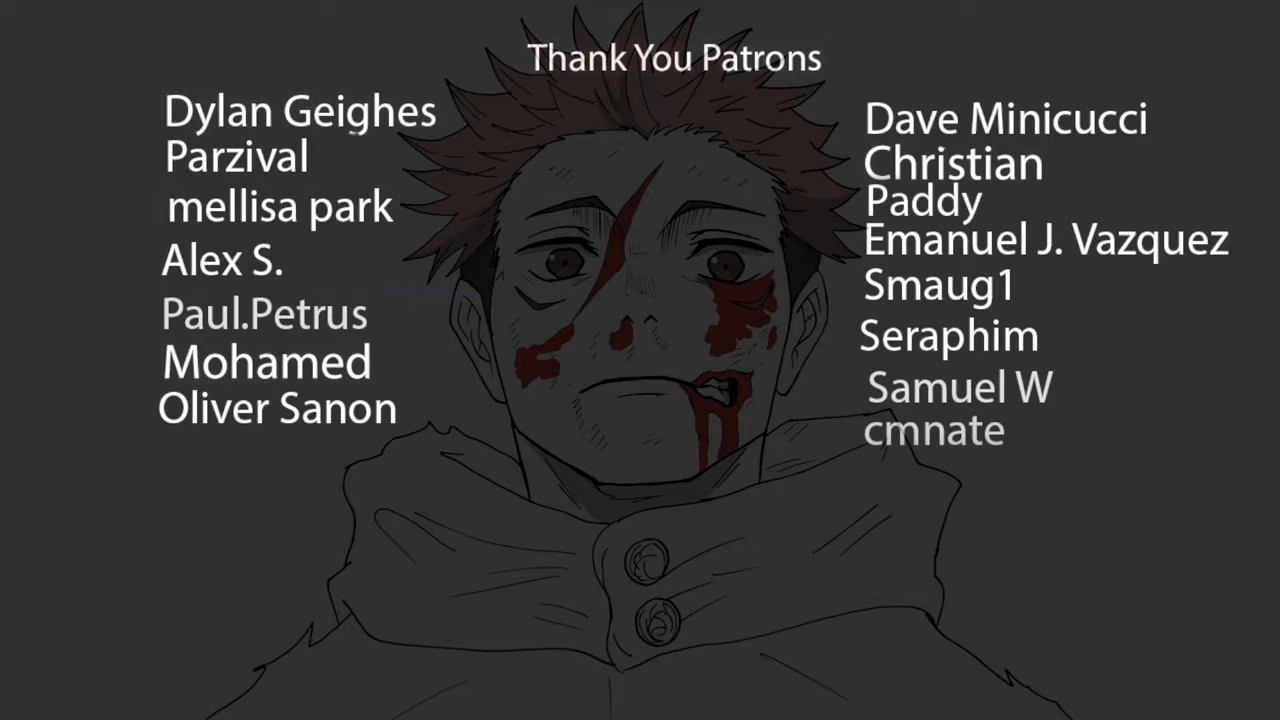 Thank You Patrons
Dylan Geighes
Parzival
mellisa park
Alex S.
Paul.Petrus
Mohamed
Oliver Sanon
Dave Minicucci
Christian
Paddy
Emanuel J. Vazquez
Smaug1
Seraphim
Samuel W
cmnate